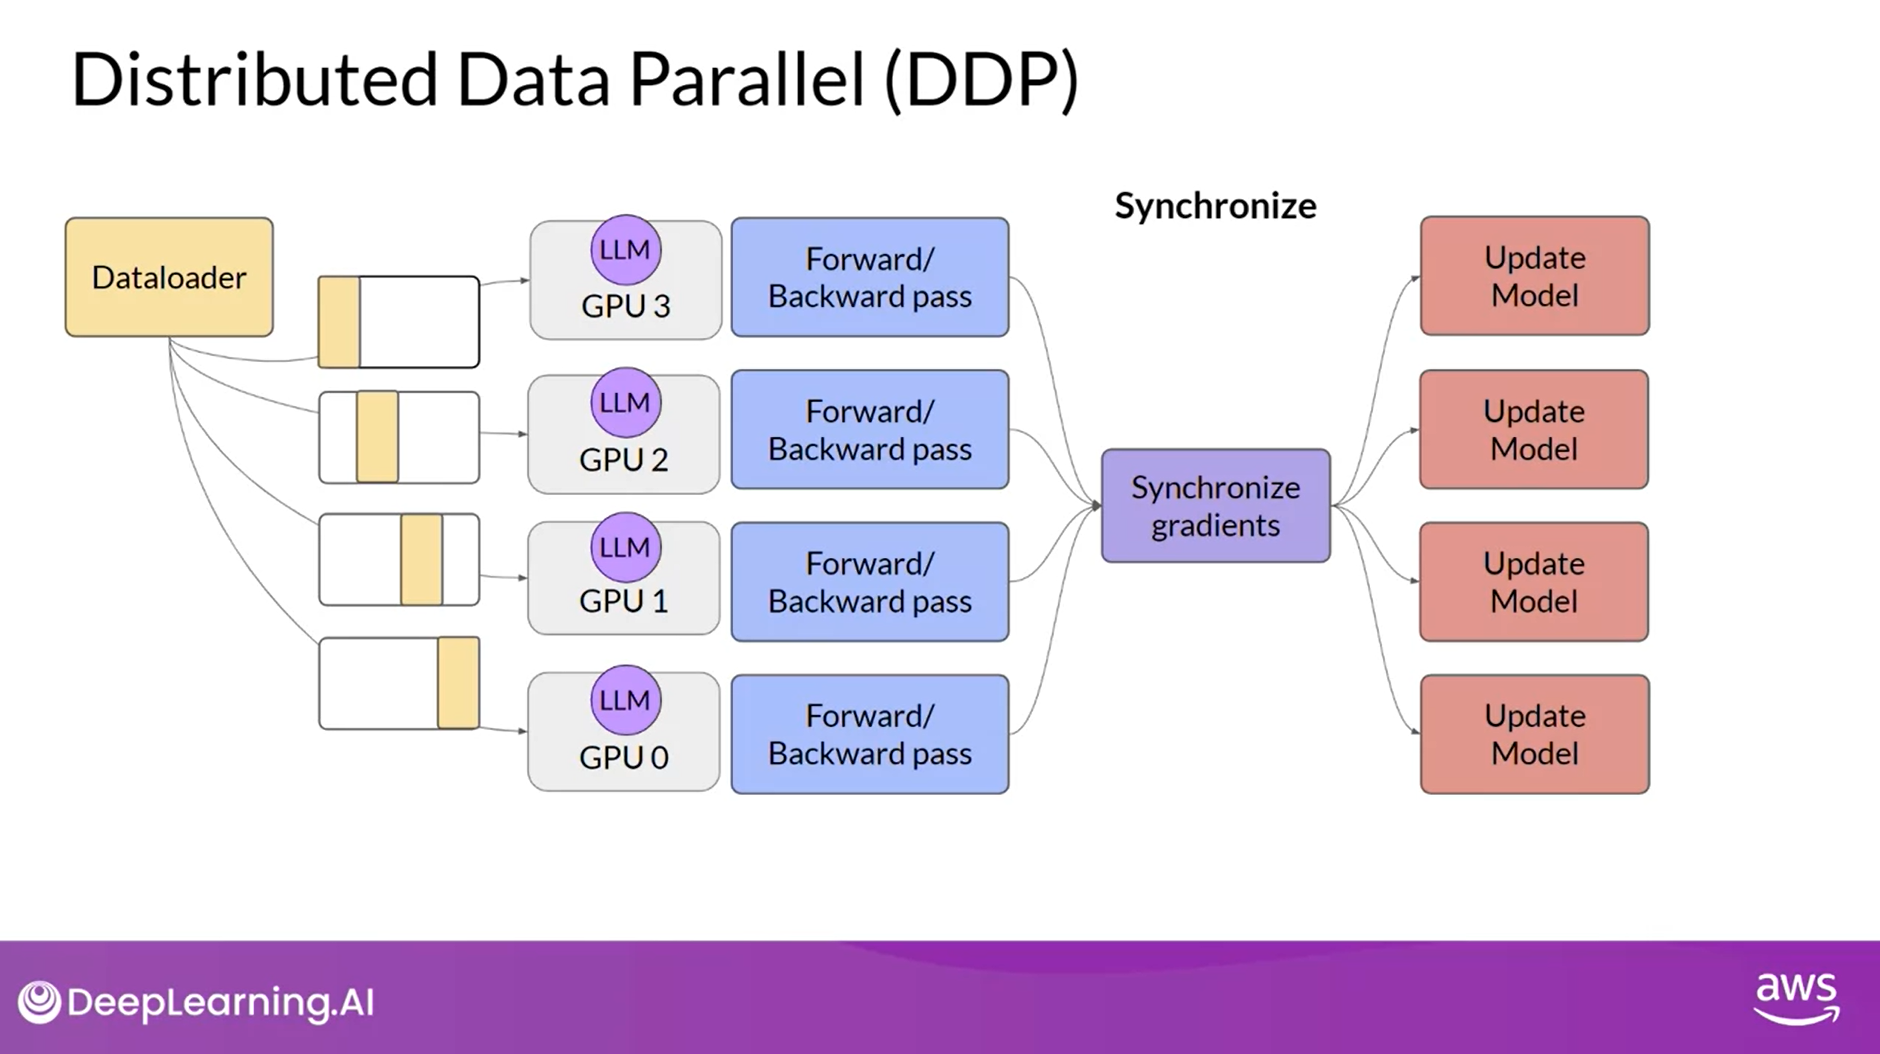 Distributed Data Parallel (DDP)
Synchronize
Dataloader
LLM
GPU 3
Forward/
Backward pass
Update
Model
LLM
GPU 2
Forward/
Backward pass
Update
Model
Synchronize
gradients
LLM
GPU 1
Forward/
Backward pass
Update
Model
LLM
GPU 0
Forward/
Backward pass
Update
Model
DeepLearning.AI
aws